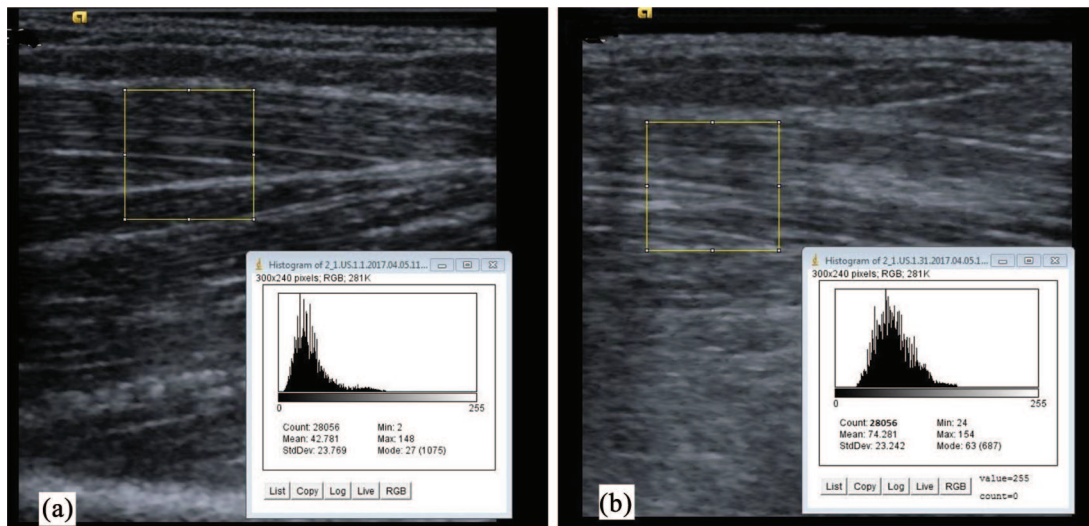 Histogram of 2_1.US.1.1.2017.04.05.11...
300x240 pixels; RGB; 281K
0 255
Count: 28056 Min: 2
Mean: 42.781 Max: 148
StdDev: 23.769 Mode: 27 (1075)
List Copy Log Live RGB
(a)
Histogram of 2_1.US.1.31.2017.04.05.1...
300x240 pixels; RGB; 281K
0 255
Count: 28056 Min: 24
Mean: 74.281 Max: 154
StdDev: 23.242 Mode: 63 (687)
List Copy Log Live RGB value=255
count=0
(b)